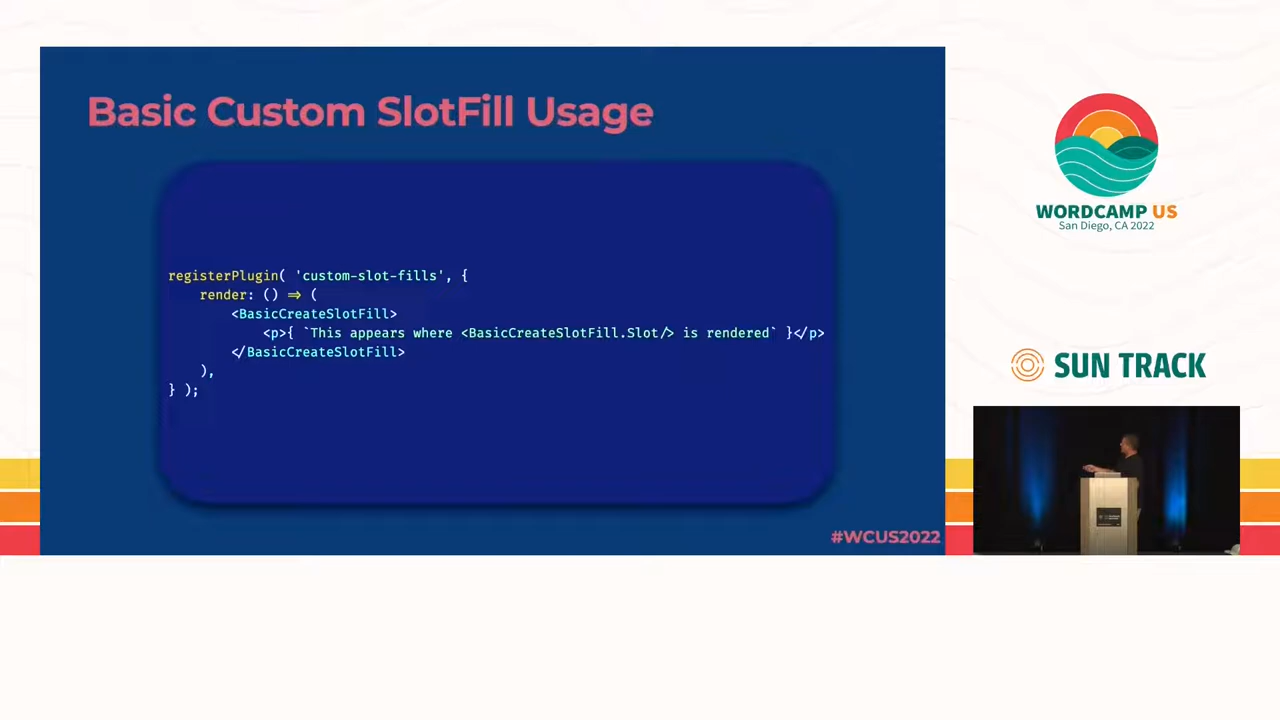 Basic Custom SlotFill Usage
registerPlugin( 'custom-slot-fills', {
render: () => (
<BasicCreateSlotFill>
<p>{ `This appears where <BasicCreateSlotFill.Slot/> is rendered` }</p>
</BasicCreateSlotFill>
),
} );
#WCUS2022
WORDCAMP US
San Diego, CA 2022
SUN TRACK